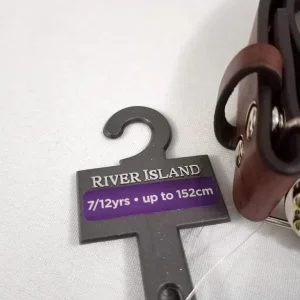 RIVER ISLAND
7/12yrs • up to 152cm